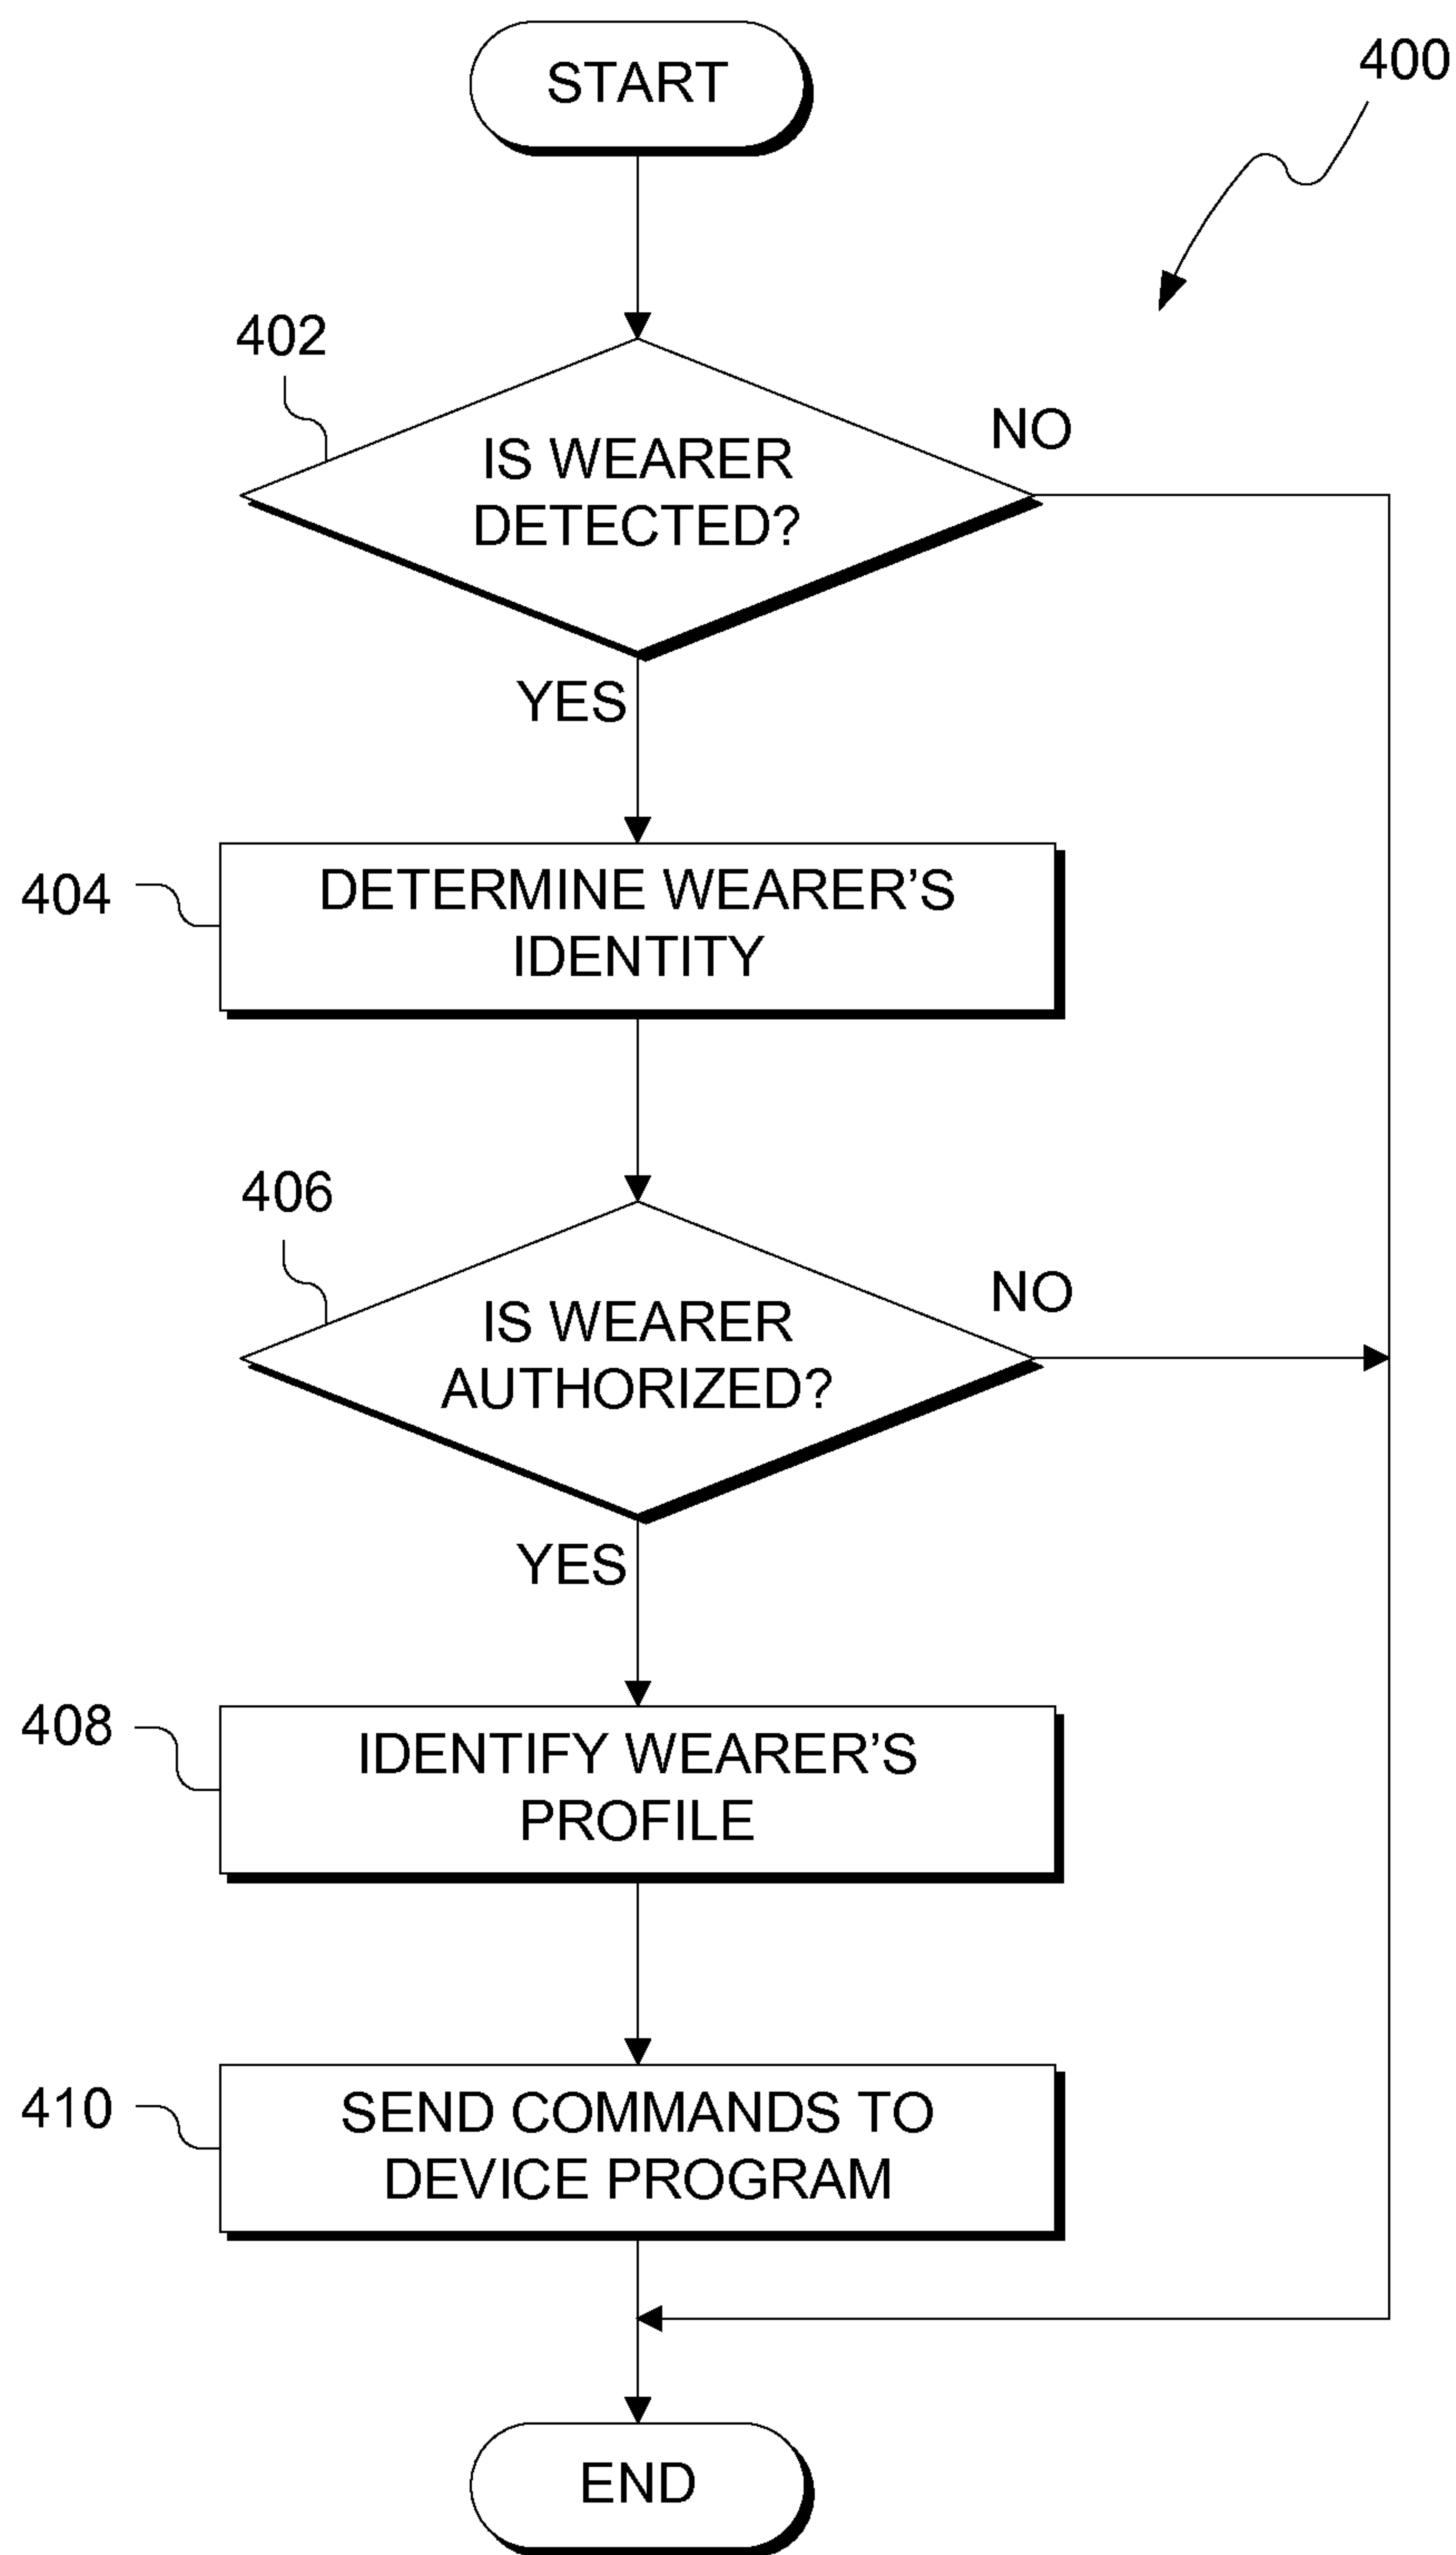 START
400
402
IS WEARER
DETECTED?
NO
YES
404
DETERMINE WEARER’S
IDENTITY
406
IS WEARER
AUTHORIZED?
NO
YES
408
IDENTIFY WEARER’S
PROFILE
410
SEND COMMANDS TO
DEVICE PROGRAM
END